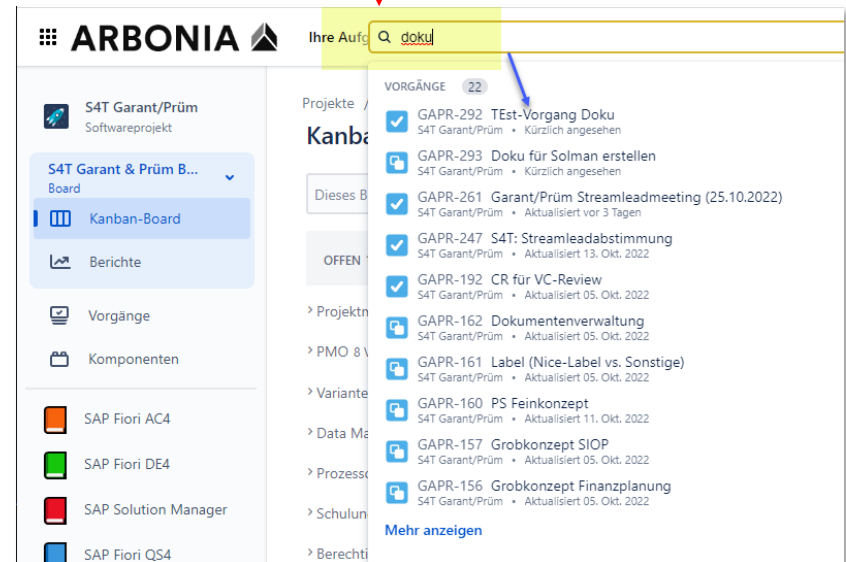 ARBONIA
Ihre Aufg
doku
S4T Garant/Prüm
Softwareprojekt
S4T Garant & Prüm B...
Board
Kanban-Board
Berichte
Vorgänge
Komponenten
SAP Fiori AC4
SAP Fiori DE4
SAP Solution Manager
SAP Fiori QS4
Projekte /
Kanba
Dieses B
OFFEN
Projektm
PMO 8 V
Variante
Data Ma
Prozesso
Schulun
Berechti
VORGÄNGE 22
GAPR-292 TEst-Vorgang Doku
S4T Garant/Prüm • Kürzlich angesehen
GAPR-293 Doku für Solman erstellen
S4T Garant/Prüm • Kürzlich angesehen
GAPR-261 Garant/Prüm Streamleadmeeting (25.10.2022)
S4T Garant/Prüm • Aktualisiert vor 3 Tagen
GAPR-247 S4T: Streamleadabstimmung
S4T Garant/Prüm • Aktualisiert 13. Okt. 2022
GAPR-192 CR für VC-Review
S4T Garant/Prüm • Aktualisiert 05. Okt. 2022
GAPR-162 Dokumentenverwaltung
S4T Garant/Prüm • Aktualisiert 05. Okt. 2022
GAPR-161 Label (Nice-Label vs. Sonstige)
S4T Garant/Prüm • Aktualisiert 05. Okt. 2022
GAPR-160 PS Feinkonzept
S4T Garant/Prüm • Aktualisiert 11. Okt. 2022
GAPR-157 Grobkonzept SIOP
S4T Garant/Prüm • Aktualisiert 05. Okt. 2022
GAPR-156 Grobkonzept Finanzplanung
S4T Garant/Prüm • Aktualisiert 05. Okt. 2022
Mehr anzeigen